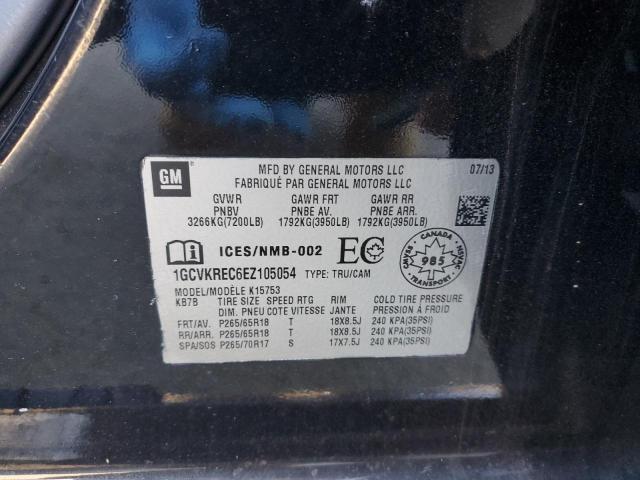 GM
MFD BY GENERAL MOTORS LLC 07/13
FABRIQUÉ PAR GENERAL MOTORS LLC
GVWR GAWR FRT GAWR RR
PNBV PNBE AV. PNBE ARR.
3266KG(7200LB) 1792KG(3950LB) 1792KG(3950LB)
i ICES/NMB-002 EC CANADA 985 CMVSS NSVAC TRANSPORT
1GCVKREC6EZ105054 TYPE: TRU/CAM
MODEL/MODÈLE K15753
KB7B TIRE SIZE SPEED RTG RIM COLD TIRE PRESSURE
DIM. PNEU COTE VITESSE JANTE PRESSION A FROID
FRT/AV. P265/65R18 T 18X8.5J 240 KPA(35PSI)
RR/ARR. P265/65R18 T 18X8.5J 240 KPA(35PSI)
SPA/SOS P265/70R17 S 17X7.5J 240 KPA(35PSI)